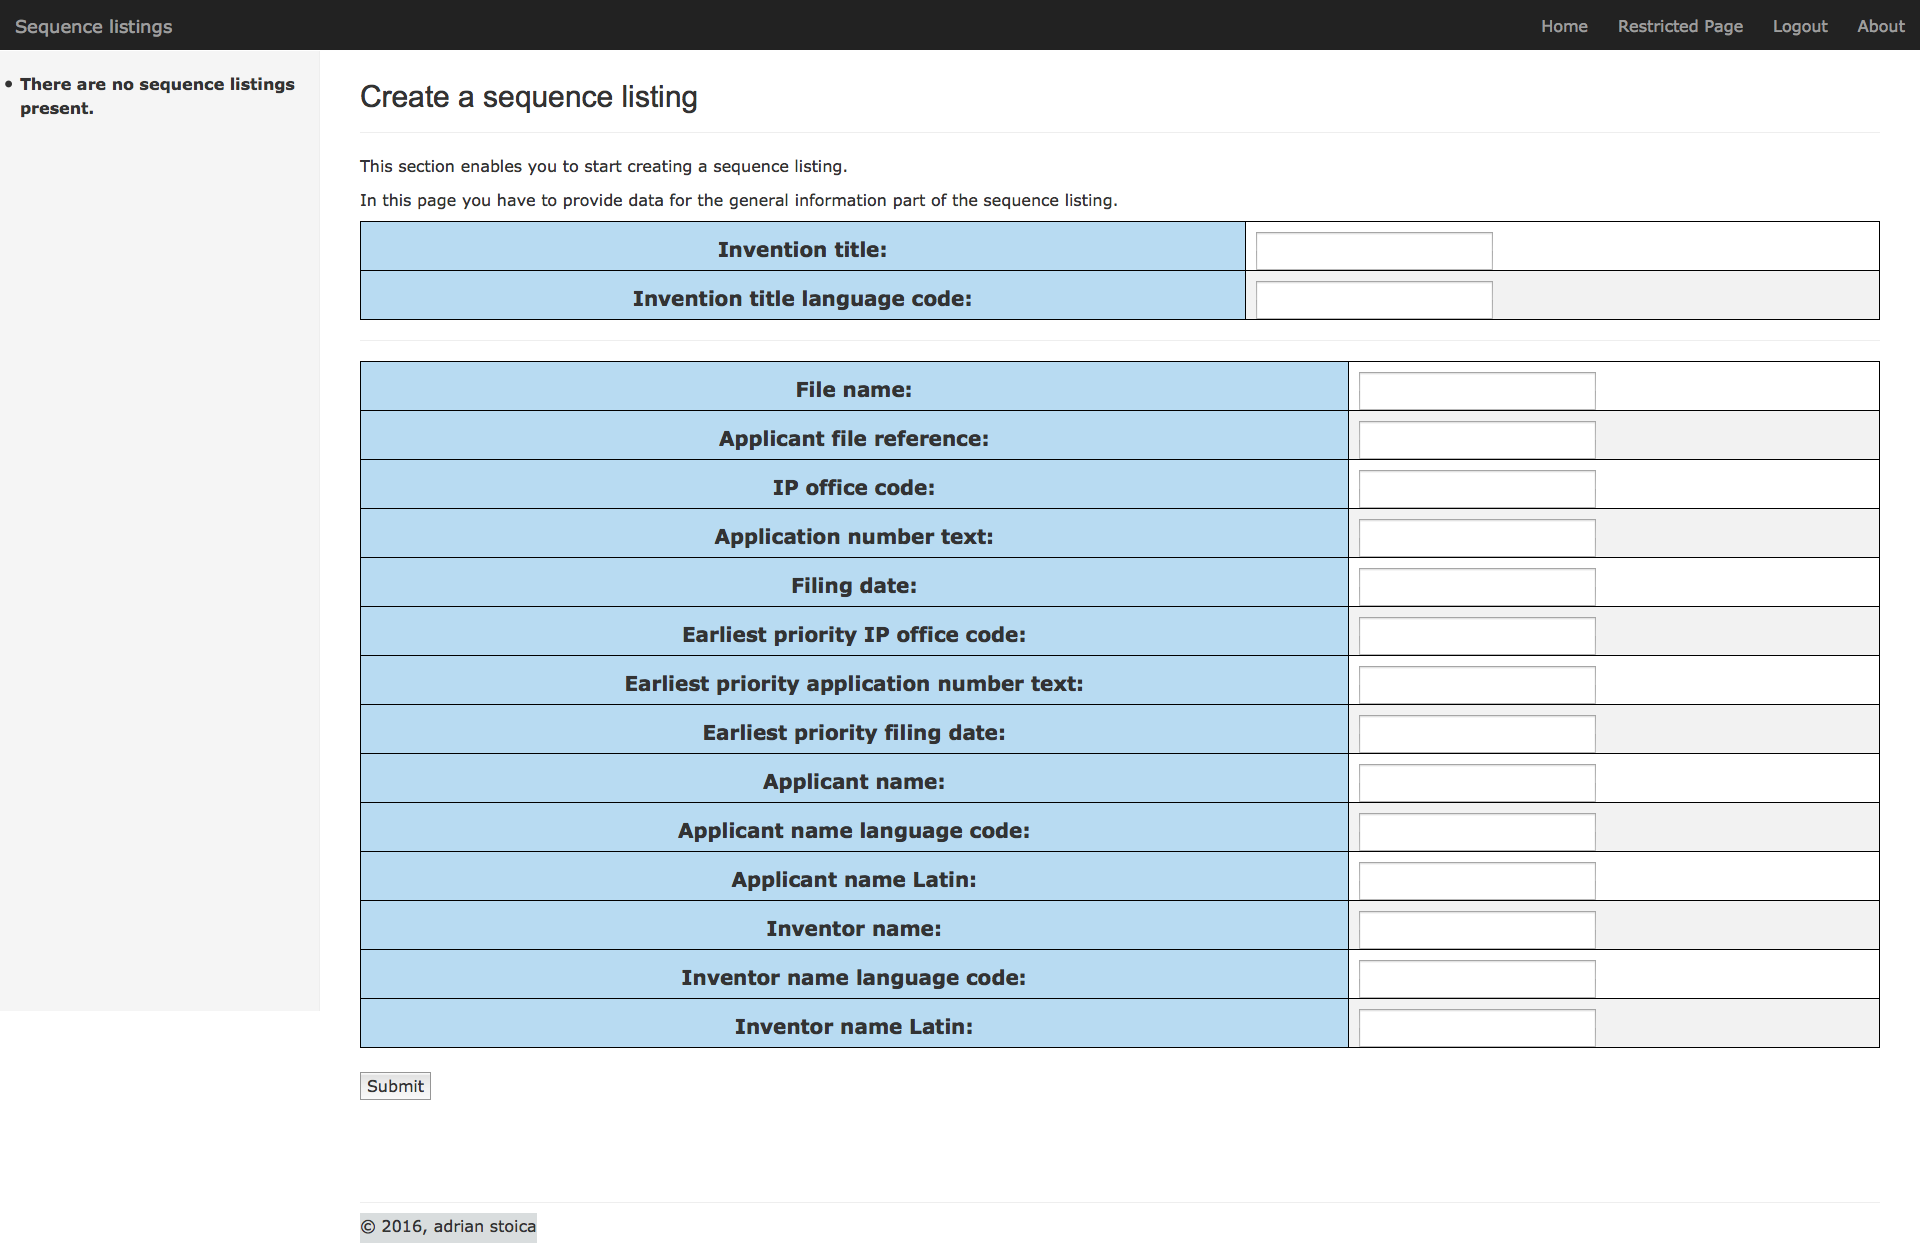 Sequence listings
Home
Restricted Page
Logout
About
There are no sequence listings
present.
Create a sequence listing
This section enables you to start creating a sequence listing.
In this page you have to provide data for the general information part of the sequence listing.
Invention title:
Invention title language code:
File name:
Applicant file reference:
IP office code:
Application number text:
Filing date:
Earliest priority IP office code:
Earliest priority application number text:
Earliest priority filing date:
Applicant name:
Applicant name language code:
Applicant name Latin:
Inventor name:
Inventor name language code:
Inventor name Latin:
Submit
© 2016, adrian stoica